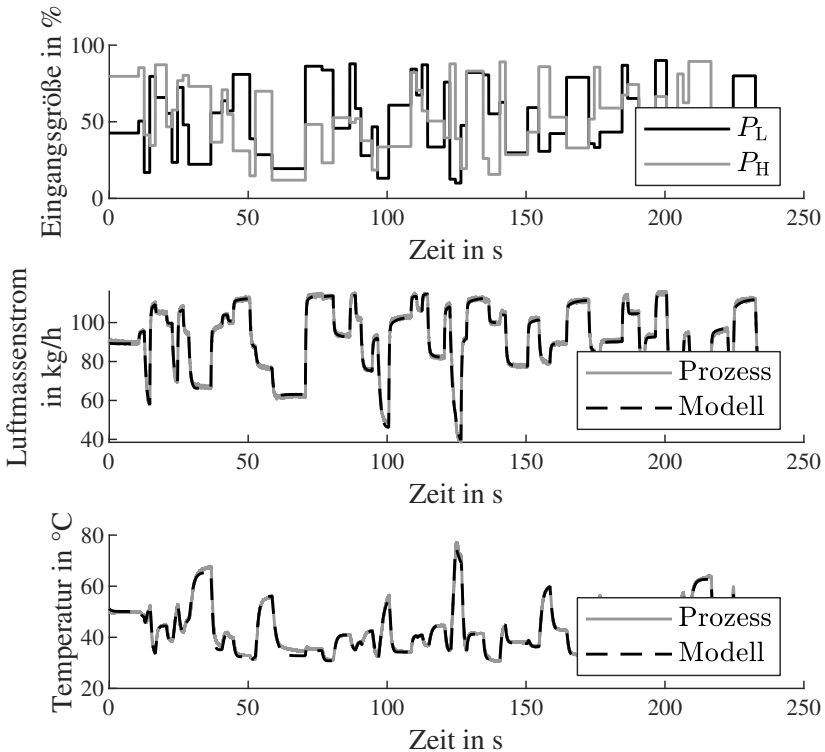 Eingangsgröße in %
100
50
0
0
50
100
150
200
250
Zeit in s
P_L
P_H
Luftmassenstrom
in kg/h
100
80
60
40
0
50
100
150
200
250
Zeit in s
Prozess
Modell
Temperatur in °C
80
60
40
20
0
50
100
150
200
250
Zeit in s
Prozess
Modell